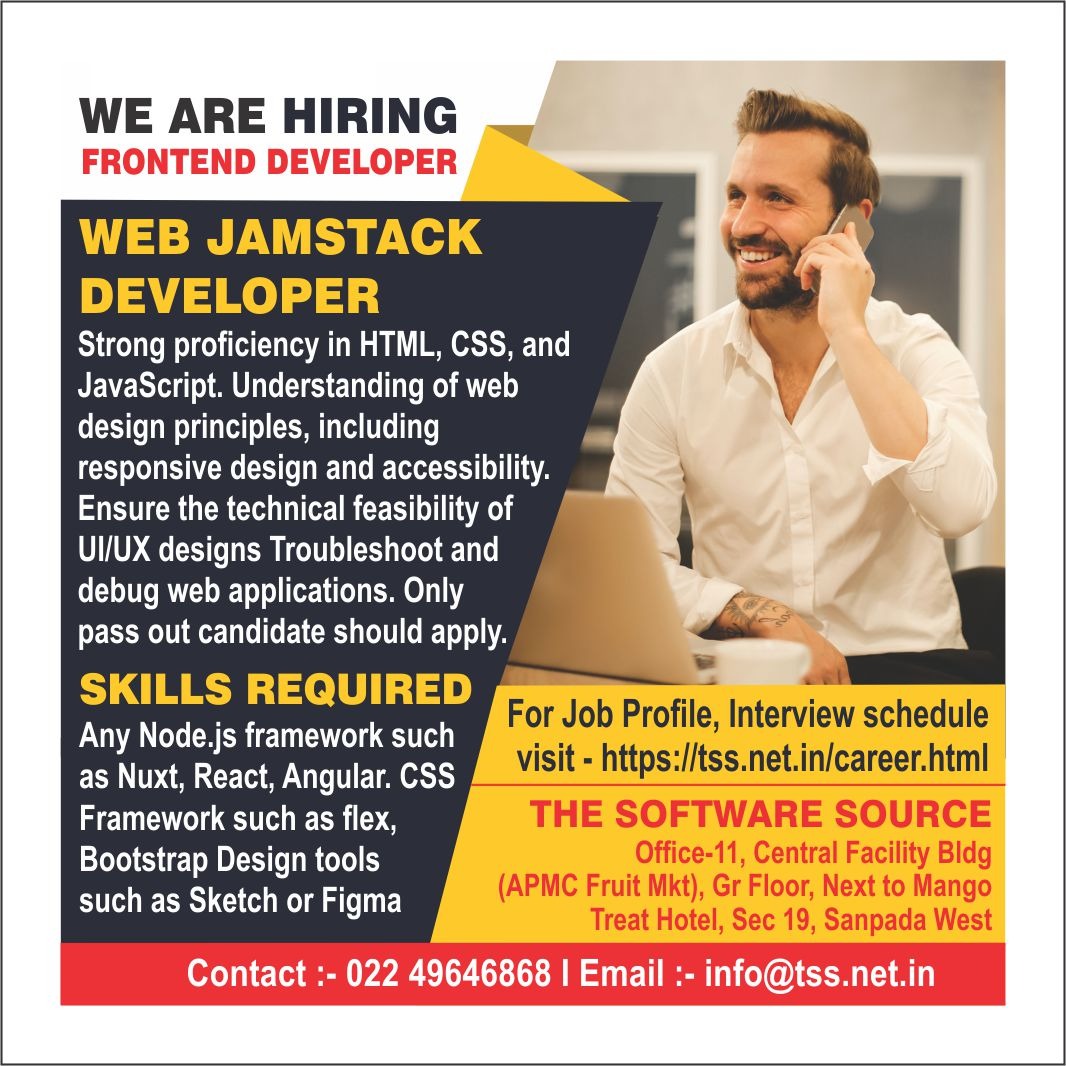 WE ARE HIRING
FRONTEND DEVELOPER
WEB JAMSTACK
DEVELOPER
Strong proficiency in HTML, CSS, and
JavaScript. Understanding of web
design principles, including
responsive design and accessibility.
Ensure the technical feasibility of
UI/UX designs Troubleshoot and
debug web applications. Only
pass out candidate should apply.
SKILLS REQUIRED
Any Node.js framework such
as Nuxt, React, Angular. CSS
Framework such as flex,
Bootstrap Design tools
such as Sketch or Figma
For Job Profile, Interview schedule
visit - https://tss.net.in/career.html
THE SOFTWARE SOURCE
Office-11, Central Facility Bldg
(APMC Fruit Mkt), Gr Floor, Next to Mango
Treat Hotel, Sec 19, Sanpada West
Contact :- 022 49646868 I Email :- info@tss.net.in